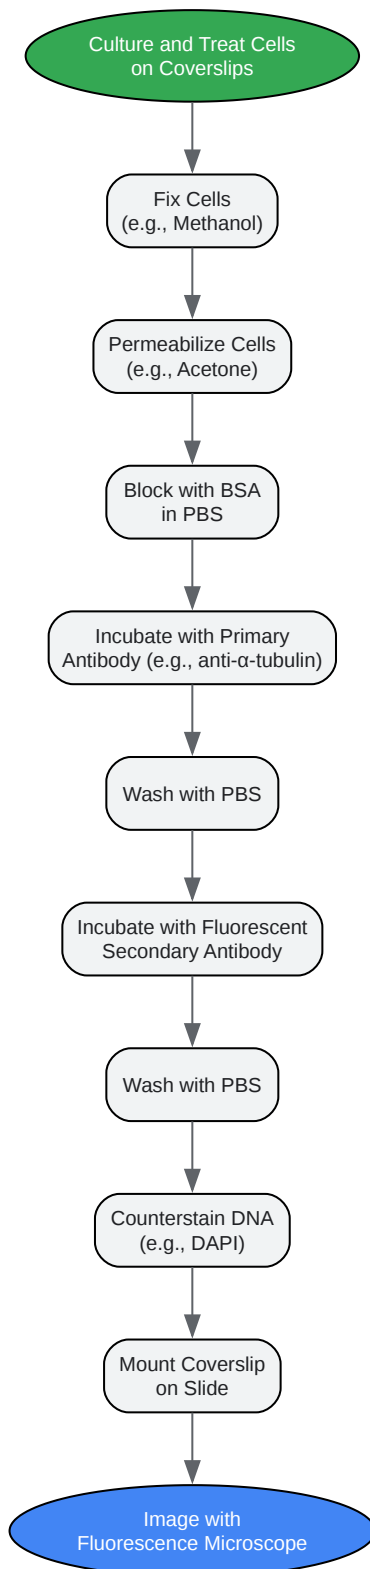 Culture and Treat Cells
on Coverslips
Fix Cells
(e.g., Methanol)
Permeabilize Cells
(e.g., Acetone)
Block with BSA
in PBS
Incubate with Primary
Antibody (e.g., anti-α-tubulin)
Wash with PBS
Incubate with Fluorescent
Secondary Antibody
Wash with PBS
Counterstain DNA
(e.g., DAPI)
Mount Coverslip
on Slide
Image with
Fluorescence Microscope